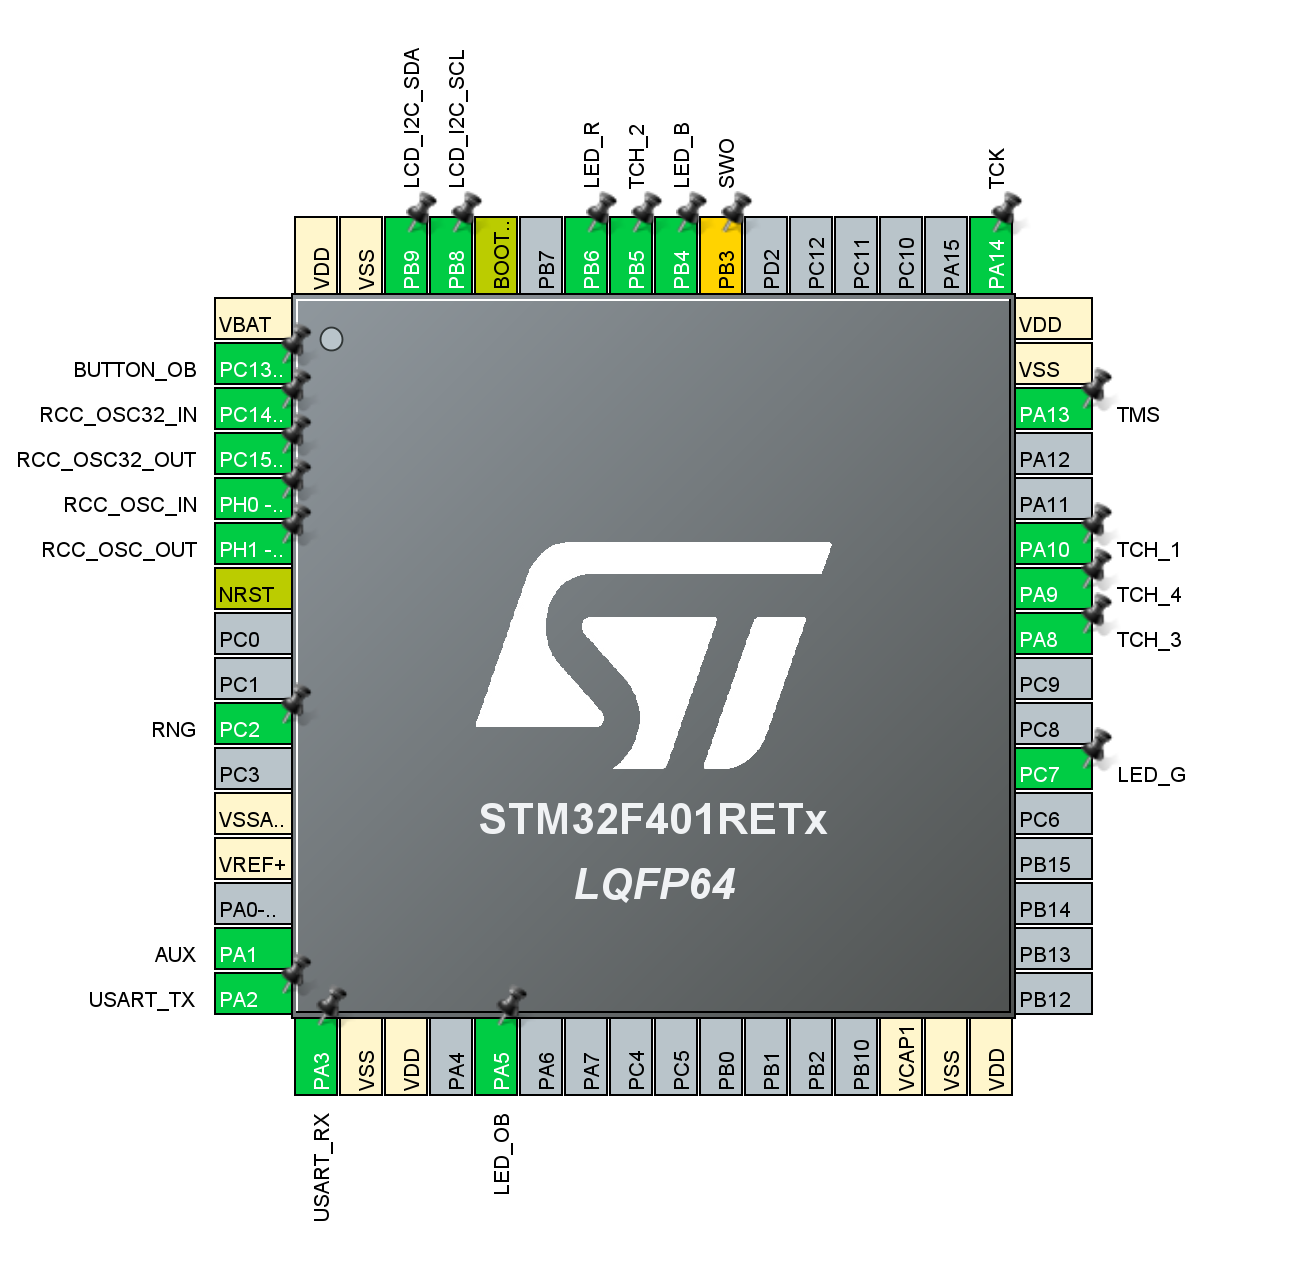 LCD_I2C_SDA
LCD_I2C_SCL
LED_R
TCH_2
LED_B
SWO
TCK
VDD
VSS
PB9
PB8
BOOT..
PB7
PB6
PB5
PB4
PB3
PD2
PC12
PC11
PC10
PA15
PA14
VBAT
BUTTON_OB PC13..
RCC_OSC32_IN PC14..
RCC_OSC32_OUT PC15..
RCC_OSC_IN PH0 -..
RCC_OSC_OUT PH1 -..
NRST
PC0
PC1
RNG PC2
PC3
VSSA..
VREF+
PA0-..
AUX PA1
USART_TX PA2
STM32F401RETx
LQFP64
VDD
VSS
PA13 TMS
PA12
PA11
PA10 TCH_1
PA9 TCH_4
PA8 TCH_3
PC9
PC8
PC7 LED_G
PC6
PB15
PB14
PB13
PB12
PA3
VSS
VDD
PA4
PA5
PA6
PA7
PC4
PC5
PB0
PB1
PB2
PB10
VCAP1
VSS
VDD
USART_RX
LED_OB